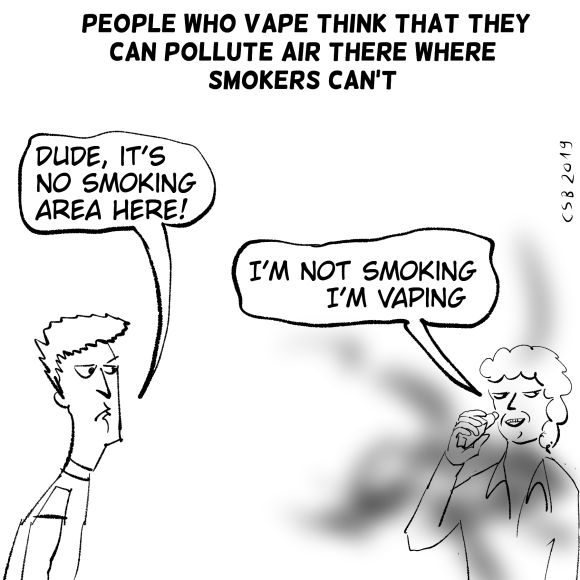 PEOPLE WHO VAPE THINK THAT THEY
CAN POLLUTE AIR THERE WHERE
SMOKERS CAN'T
DUDE, IT'S
NO SMOKING
AREA HERE!
I'M NOT SMOKING
I'M VAPING
CSB 2019